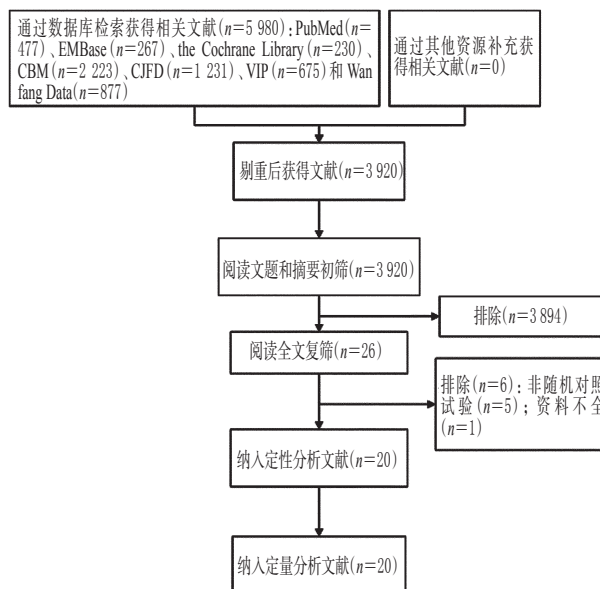 通过数据库检索获得相关文献(n=5 980)：PubMed(n=
477)、EMBase(n=267)、the Cochrane Library(n=230)、
CBM(n=2 223)、CJFD(n=1 231)、VIP(n=675)和 Wan
fang Data(n=877)
通过其他资源补充获
得相关文献(n=0)
剔重后获得文献(n=3 920)
阅读文题和摘要初筛(n=3 920)
排除(n=3 894)
阅读全文复筛(n=26)
排除(n=6)：非随机对照
试验(n=5)；资料不全
(n=1)
纳入定性分析文献(n=20)
纳入定量分析文献(n=20)